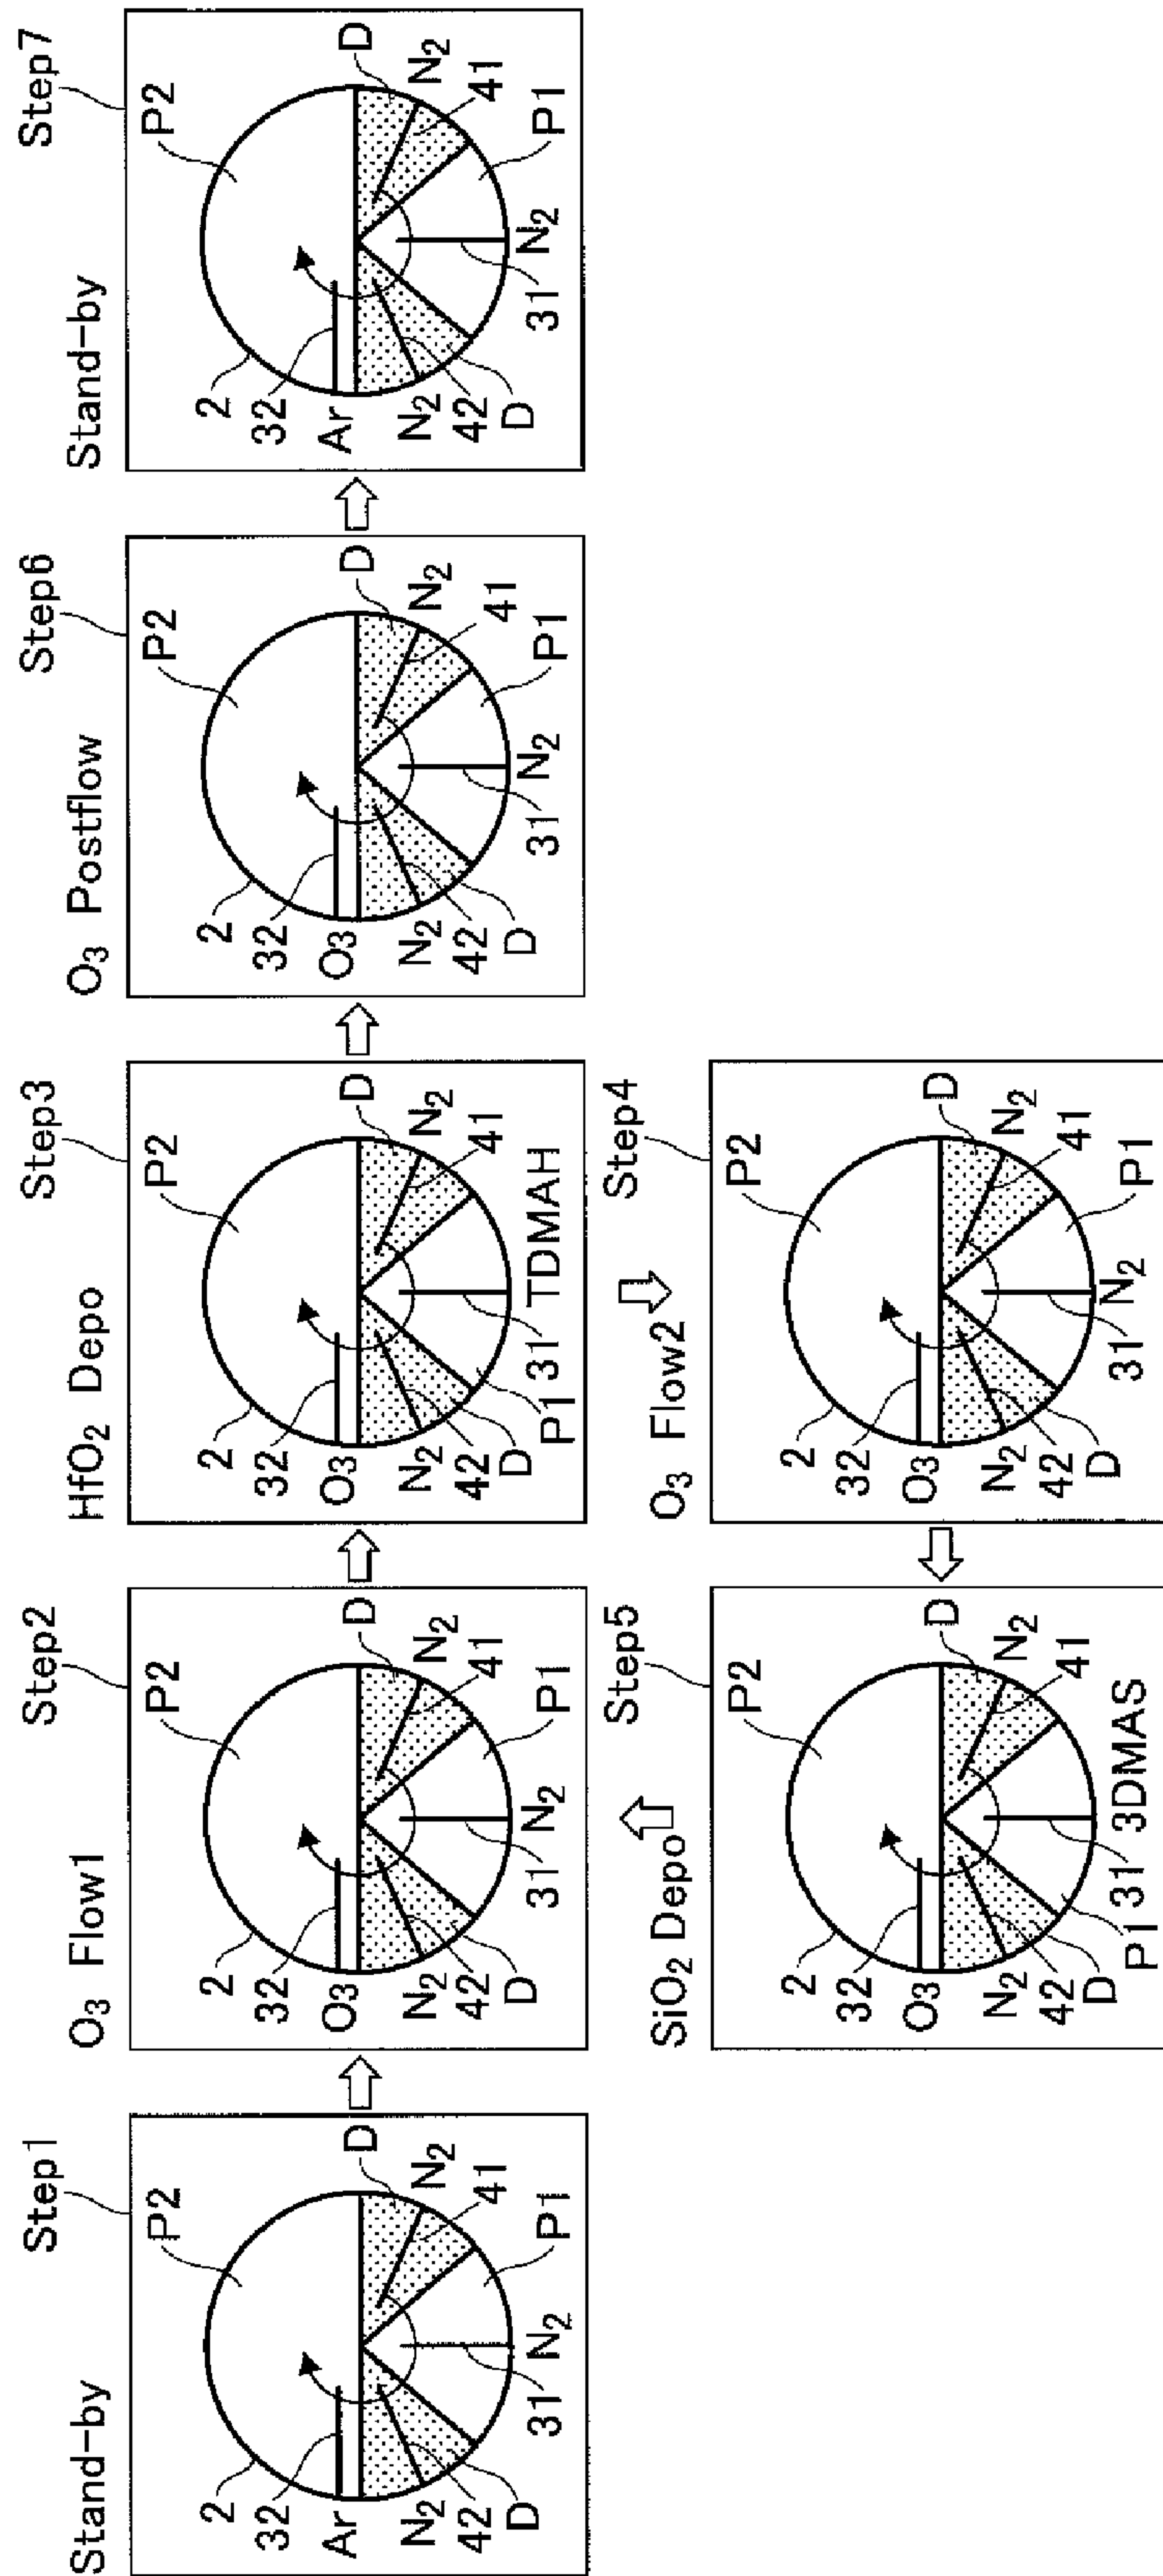 Stand-by
Step1
P2
2
32
Ar
D
N2
41
N2
42
D
31
N2
P1
O3 Flow1
Step2
P2
2
32
O3
D
N2
41
N2
42
D
31
N2
P1
HfO2 Depo
Step3
P2
2
32
O3
D
N2
41
N2
42
D
P1
31
TDMAH
O3 Flow2
Step4
P2
2
32
O3
D
N2
41
N2
42
D
31
N2
P1
SiO2 Depo
Step5
P2
2
32
O3
D
N2
41
N2
42
D
P1
31
3DMAS
O3 Postflow
Step6
P2
2
32
O3
D
N2
41
N2
42
D
31
N2
P1
Stand-by
Step7
P2
2
32
Ar
D
N2
41
N2
42
D
31
N2
P1